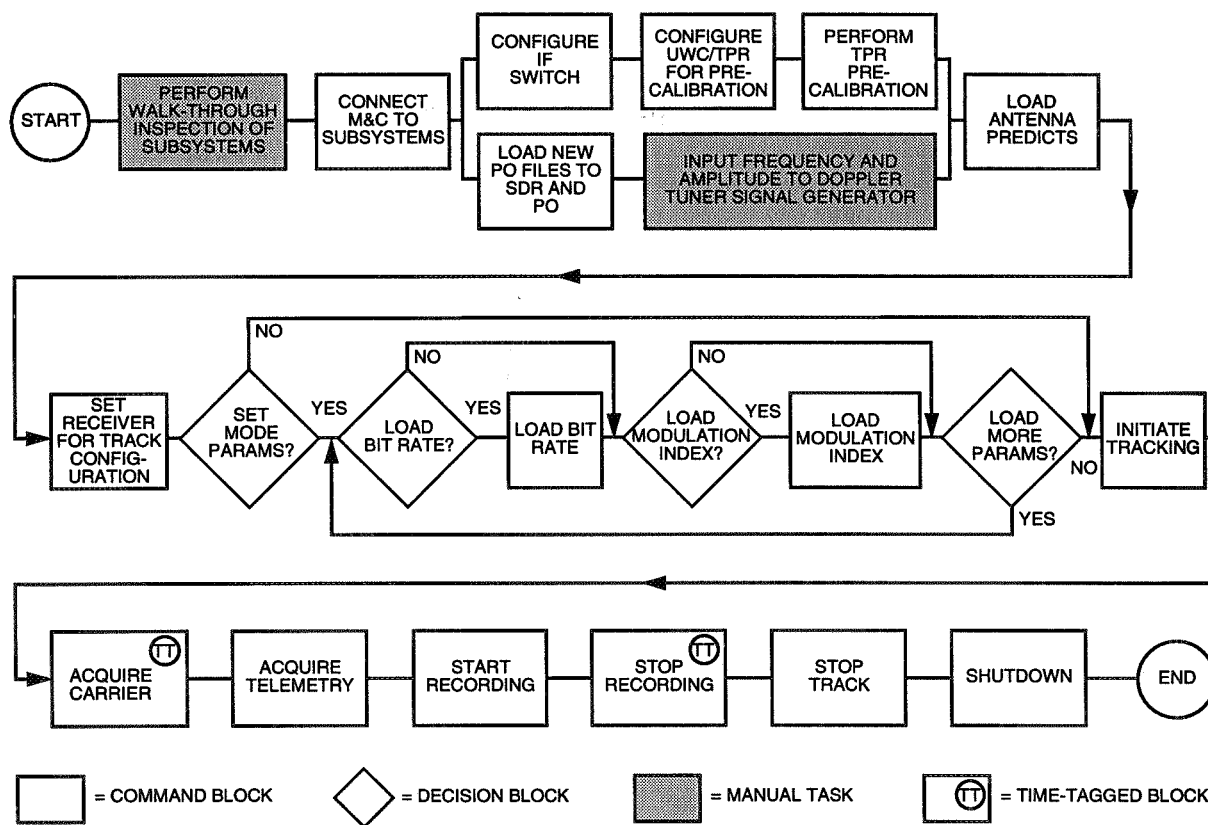 START
PERFORM
WALK-THROUGH
INSPECTION OF
SUBSYSTEMS
CONNECT
M&C TO
SUBSYSTEMS
CONFIGURE
IF
SWITCH
CONFIGURE
UWC/TPR
FOR PRE-
CALIBRATION
PERFORM
TPR
PRE-
CALIBRATION
LOAD NEW
PO FILES TO
SDR AND
PO
INPUT FREQUENCY AND
AMPLITUDE TO DOPPLER
TUNER SIGNAL GENERATOR
LOAD
ANTENNA
PREDICTS
SET
RECEIVER
FOR TRACK
CONFIG-
URATION
SET
MODE
PARAMS?
NO
YES
LOAD
BIT RATE?
NO
YES
LOAD BIT
RATE
LOAD
MODULATION
INDEX?
NO
YES
LOAD
MODULATION
INDEX
LOAD
MORE
PARAMS?
NO
YES
INITIATE
TRACKING
TT
ACQUIRE
CARRIER
ACQUIRE
TELEMETRY
START
RECORDING
TT
STOP
RECORDING
STOP
TRACK
SHUTDOWN
END
= COMMAND BLOCK
= DECISION BLOCK
= MANUAL TASK
TT = TIME-TAGGED BLOCK